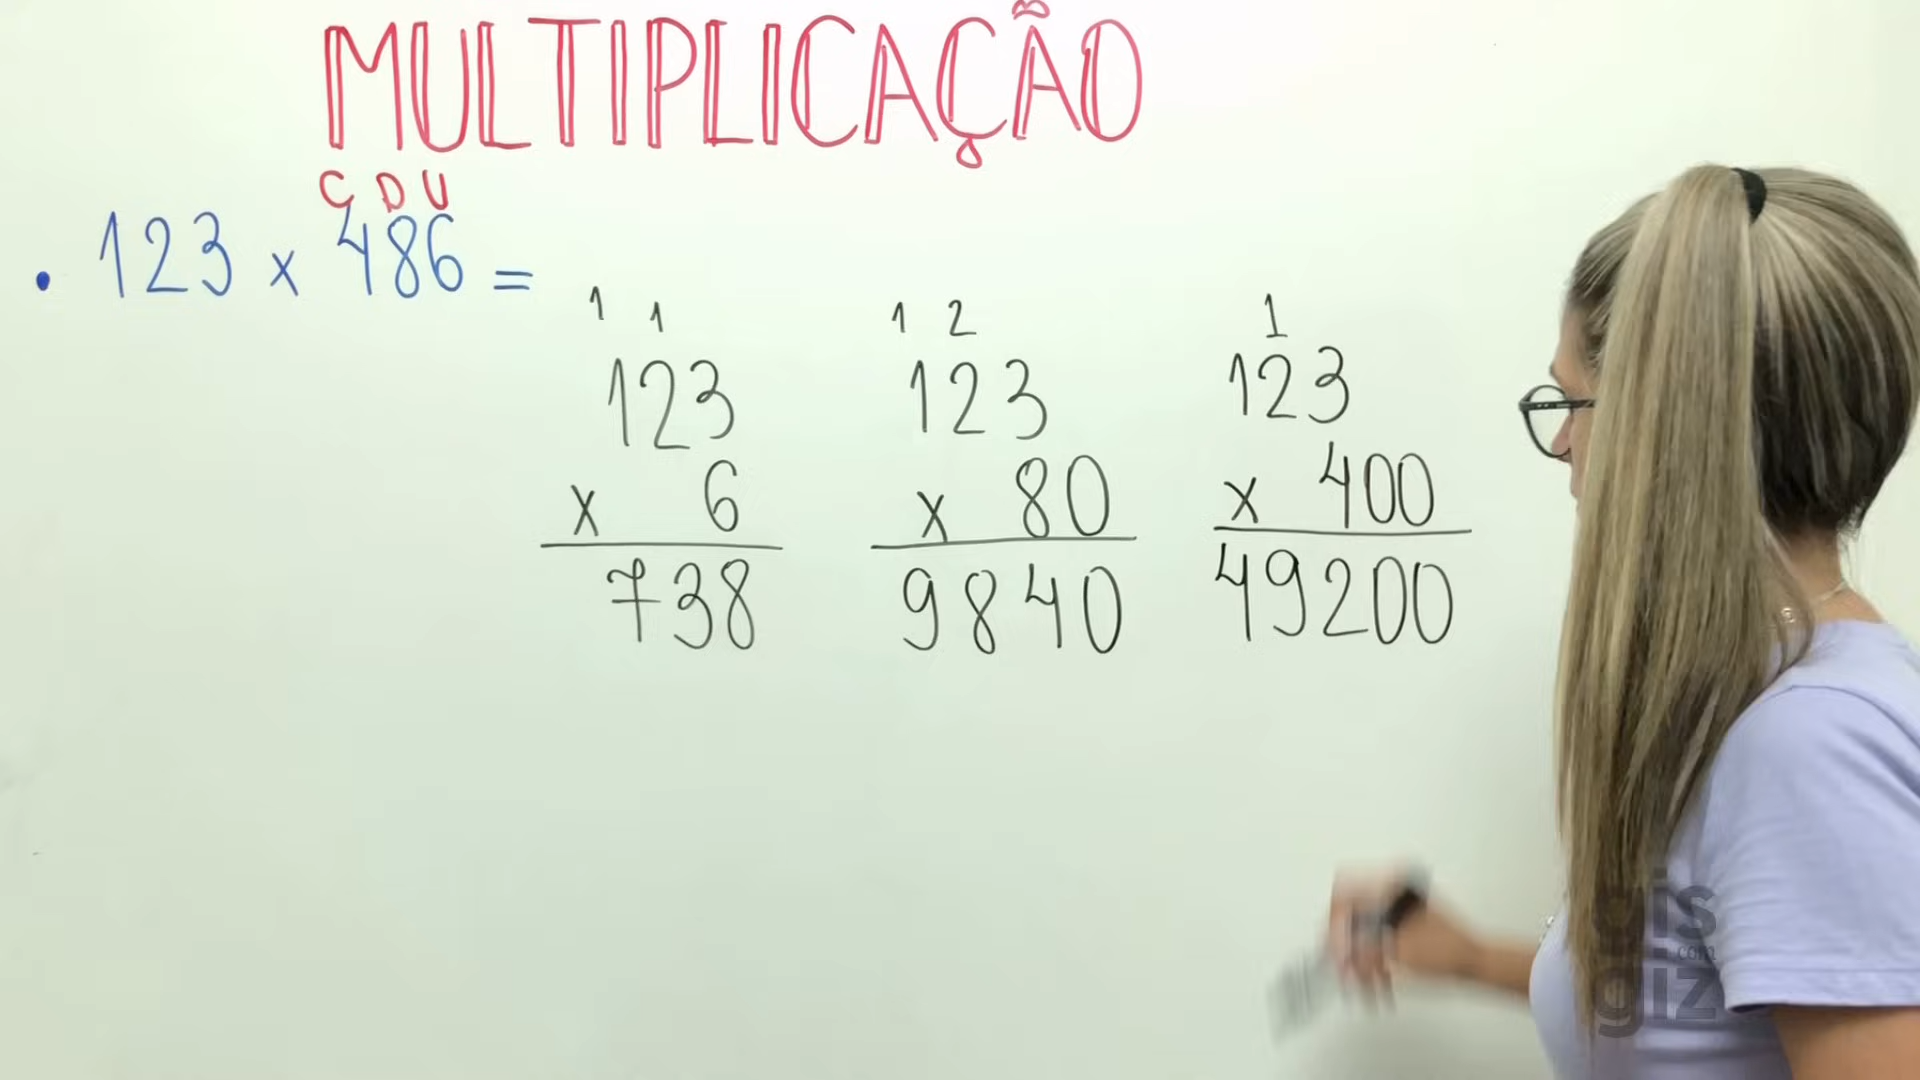 MULTIPLICAÇÃO
C D U
• 123 x 486 =
1 1
123
x 6
738
1 2
123
x 80
9840
1
123
x 400
49200
gis
com
giz